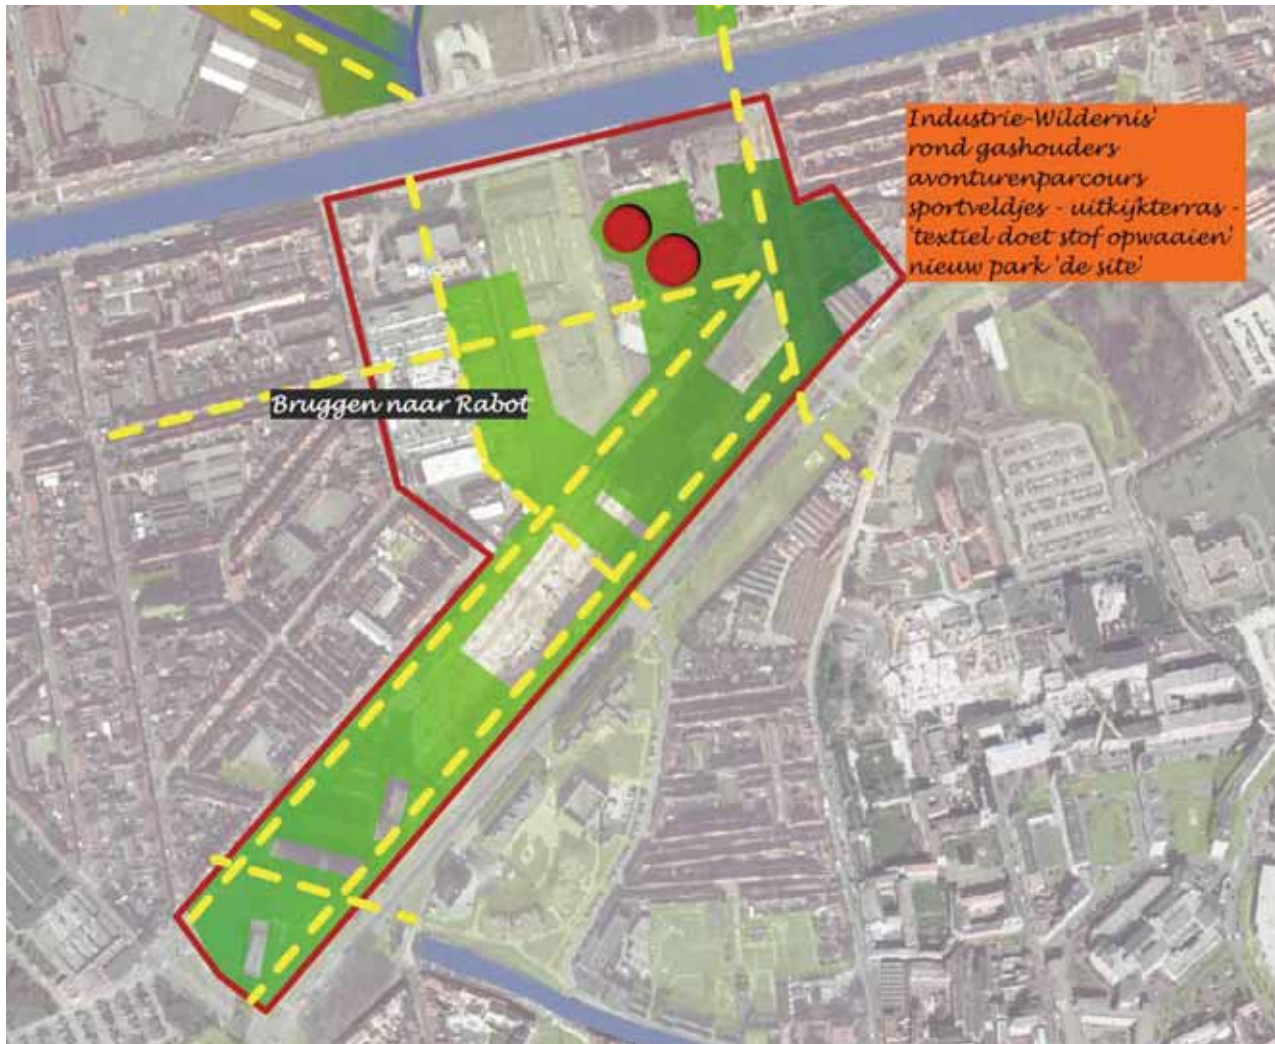 Industrie-Wildernis'
rond gashouders
avonturenparcours
sportveldjes - uitkijkterras -
'textiel doet stof opwaaien'
nieuw park 'de site'
Bruggen naar Rabot